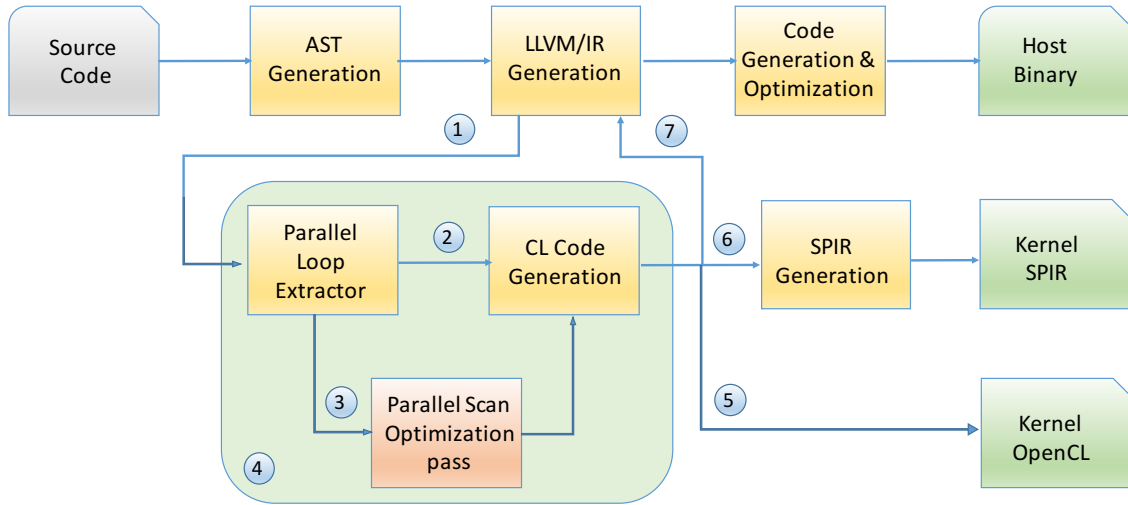 Source
Code
AST
Generation
LLVM/IR
Generation
Code
Generation &
Optimization
Host
Binary
1
7
Parallel
Loop
Extractor
2
CL Code
Generation
6
SPIR
Generation
Kernel
SPIR
3
Parallel Scan
Optimization
pass
4
5
Kernel
OpenCL